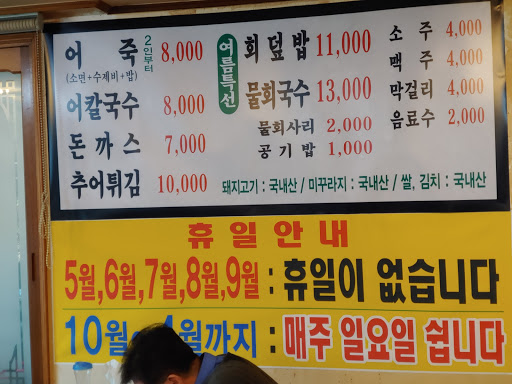 어 죽 2인부터 8,000
(소면+수제비+밥)
어칼국수 8,000
돈까스 7,000
추어튀김 10,000
여름특선
회덮밥 11,000
물회국수 13,000
물회사리 2,000
공기밥 1,000
소 주 4,000
맥 주 4,000
막걸리 4,000
음료수 2,000
돼지고기 : 국내산 / 미꾸라지 : 국내산 / 쌀, 김치 : 국내산
휴일안내
5월,6월,7월,8월,9월 : 휴일이 없습니다
10월 4월까지 : 매주 일요일 쉽니다